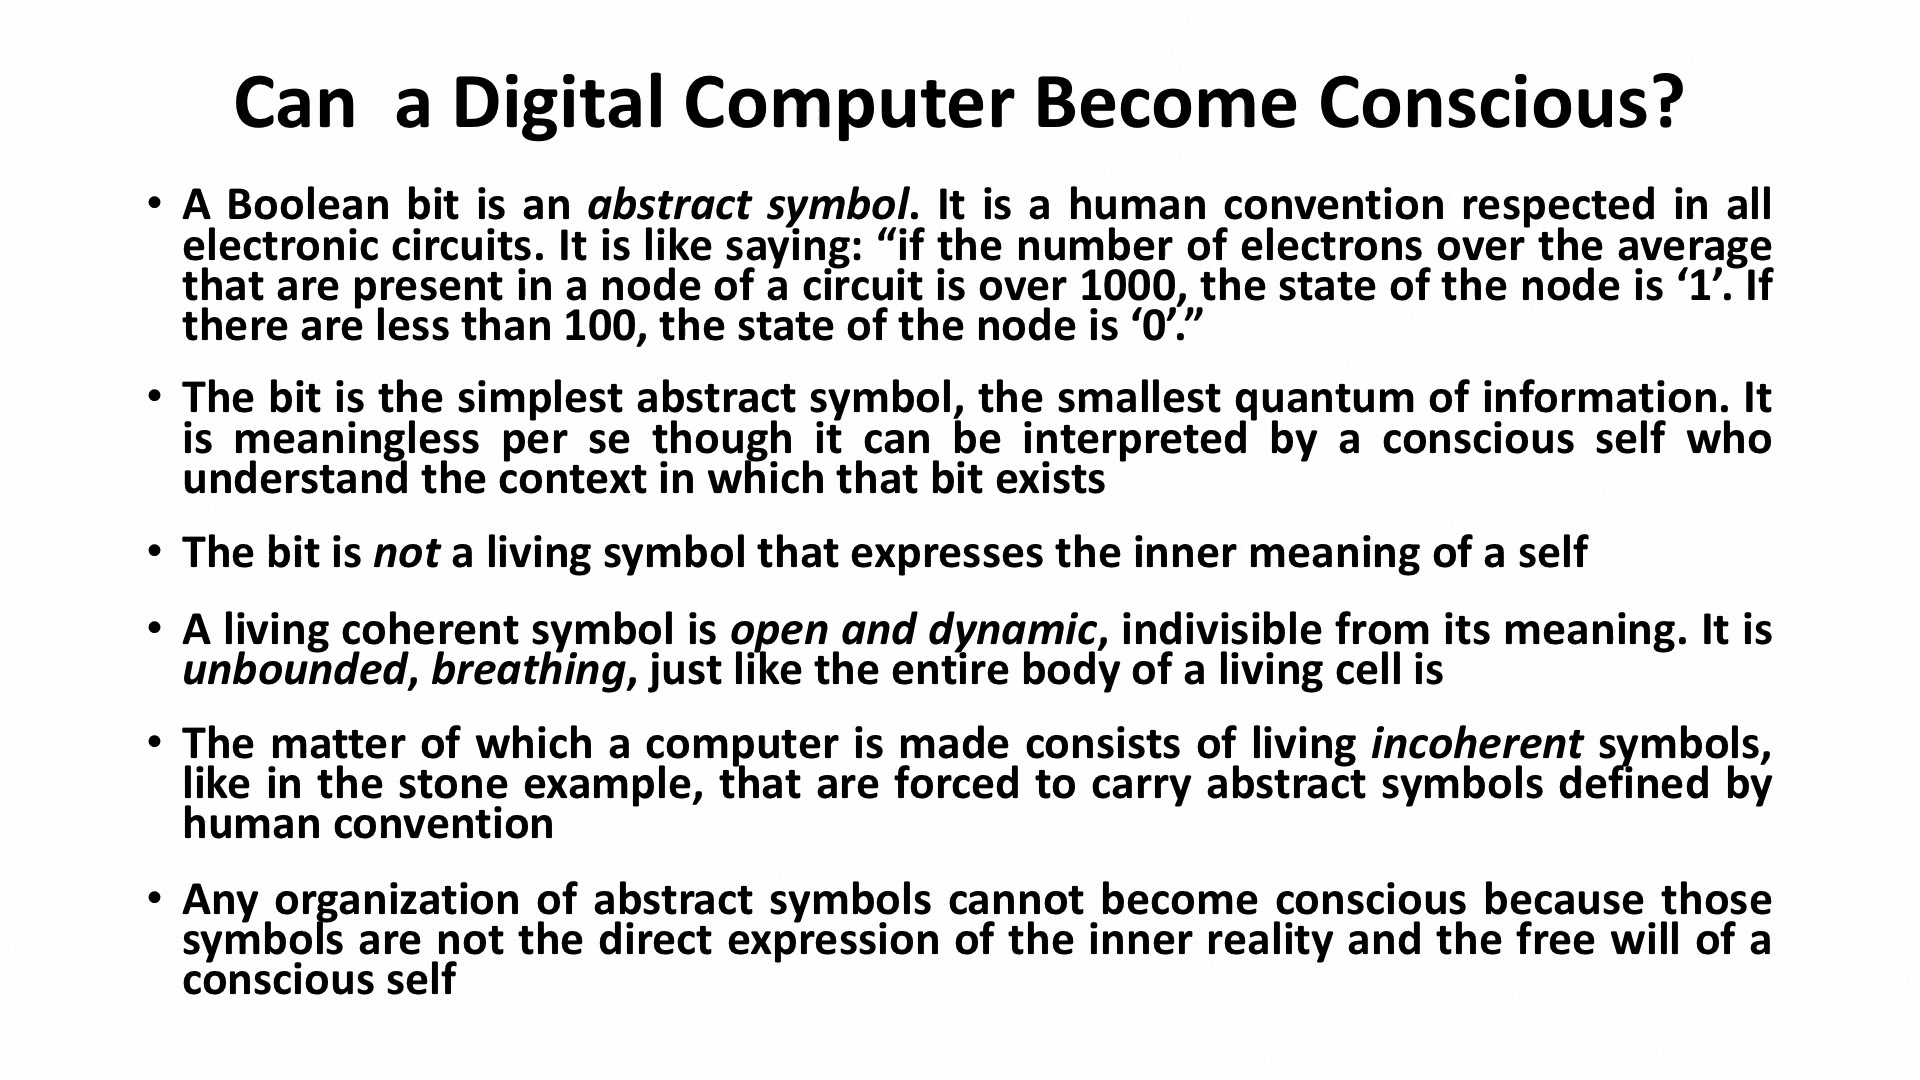 Can  a Digital Computer Become Conscious?
• A Boolean bit is an abstract symbol. It is a human convention respected in all
electronic circuits. It is like saying: “if the number of electrons over the average
that are present in a node of a circuit is over 1000, the state of the node is ‘1’. If
there are less than 100, the state of the node is ‘0’.”
• The bit is the simplest abstract symbol, the smallest quantum of information. It
is meaningless per se though it can be interpreted by a conscious self who
understand the context in which that bit exists
• The bit is not a living symbol that expresses the inner meaning of a self
• A living coherent symbol is open and dynamic, indivisible from its meaning. It is
unbounded, breathing, just like the entire body of a living cell is
• The matter of which a computer is made consists of living incoherent symbols,
like in the stone example, that are forced to carry abstract symbols defined by
human convention
• Any organization of abstract symbols cannot become conscious because those
symbols are not the direct expression of the inner reality and the free will of a
conscious self